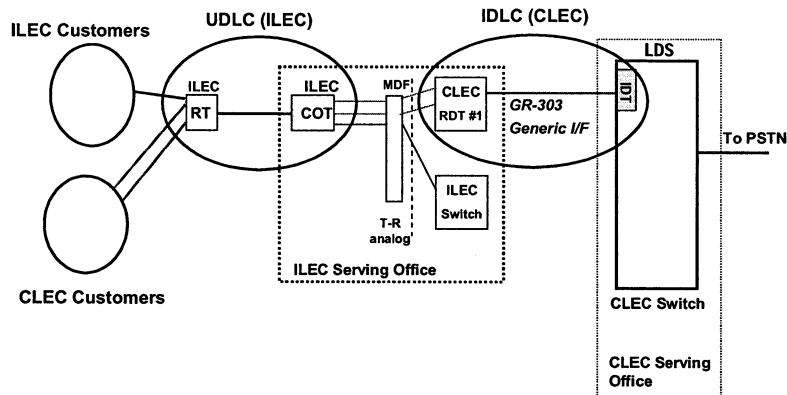 UDLC (ILEC)
IDLC (CLEC)
ILEC Customers
LDS
ILEC
RT
ILEC
COT
MDF
CLEC
RDT #1
GR-303
Generic I/F
IDT
To PSTN
ILEC
Switch
T-R
analog
ILEC Serving Office
CLEC Customers
CLEC Switch
CLEC Serving
Office